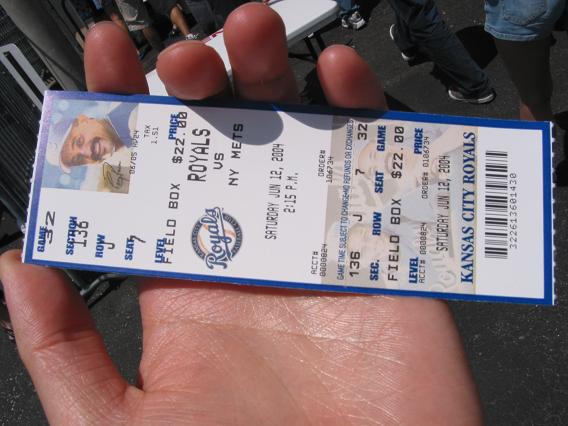 GAME 32
SECTION 136
ROW J
SEAT 7
LEVEL FIELD BOX
PRICE $22.00
TAX 1.51
ROYALS
VS
NY METS
SATURDAY JUN 12, 2004
2:15 P.M.
Royals
ACCT# 0000824
ORDER# 106734
GAME TIME SUBJECT TO CHANGE/NO REFUNDS OR EXCHANGES
SEC. 136
ROW J
SEAT 7
GAME 32
LEVEL FIELD BOX
PRICE $22.00
ACCT# 0000824 ORDER# 0106734
SATURDAY JUN 12, 2004
KANSAS CITY ROYALS
322613601430